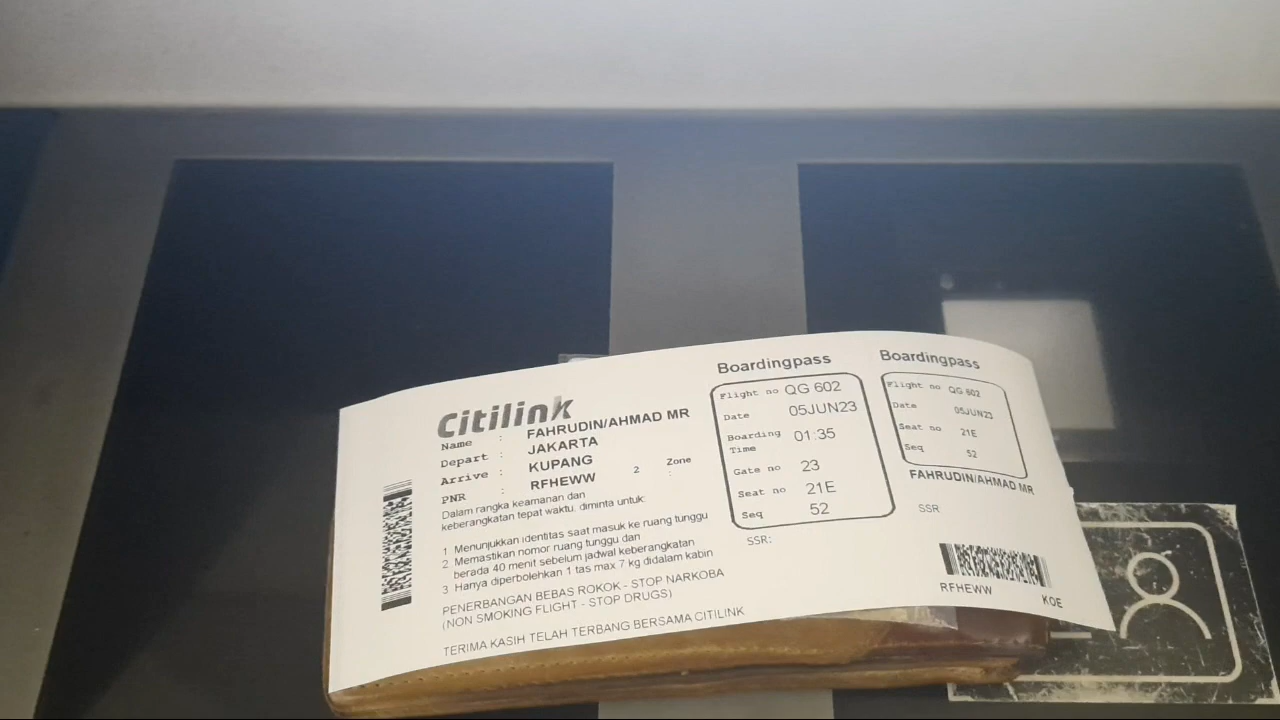 Citilink
Name : FAHRUDIN/AHMAD MR
Depart : JAKARTA
Arrive : KUPANG
PNR : RFHEWW 2 Zone :
Dalam rangka keamanan dan
keberangkatan tepat waktu, diminta untuk:
1 Menunjukkan identitas saat masuk ke ruang tunggu
2 Memastikan nomor ruang tunggu dan
berada 40 menit sebelum jadwal keberangkatan
3 Hanya diperbolehkan 1 tas max 7 kg didalam kabin
PENERBANGAN BEBAS ROKOK - STOP NARKOBA
(NON SMOKING FLIGHT - STOP DRUGS)
TERIMA KASIH TELAH TERBANG BERSAMA CITILINK
Boardingpass
Flight no QG 602
Date 05JUN23
Boarding Time 01:35
Gate no 23
Seat no 21E
Seq 52
SSR:
Boardingpass
Flight no QG 602
Date 05JUN23
Seat no 21E
Seq 52
FAHRUDIN/AHMAD MR
SSR
RFHEWW KOE